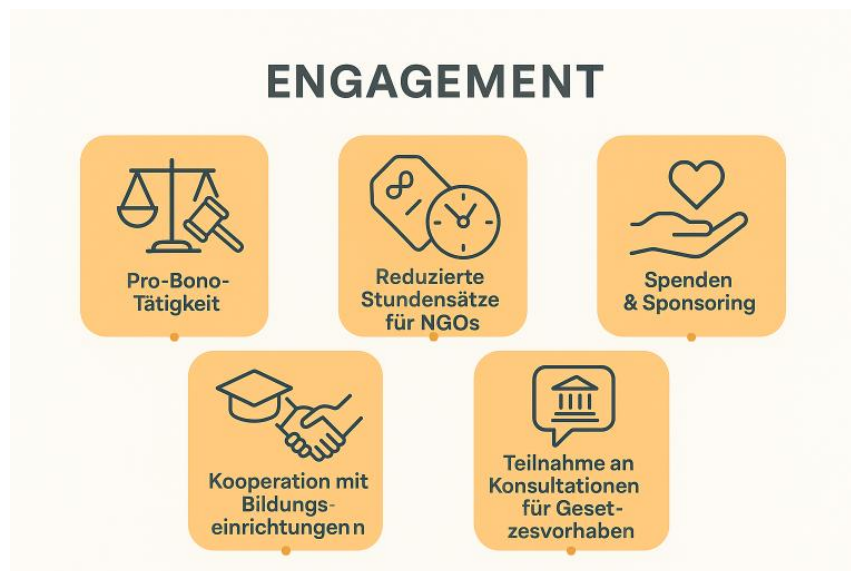 ENGAGEMENT
Pro-Bono-
Tätigkeit
Reduzierte
Stundensätze
für NGOs
Spenden
& Sponsoring
Kooperation mit
Bildungs-
einrichtungen n
Teilnahme an
Konsultationen
für Geset-
zesvorhaben